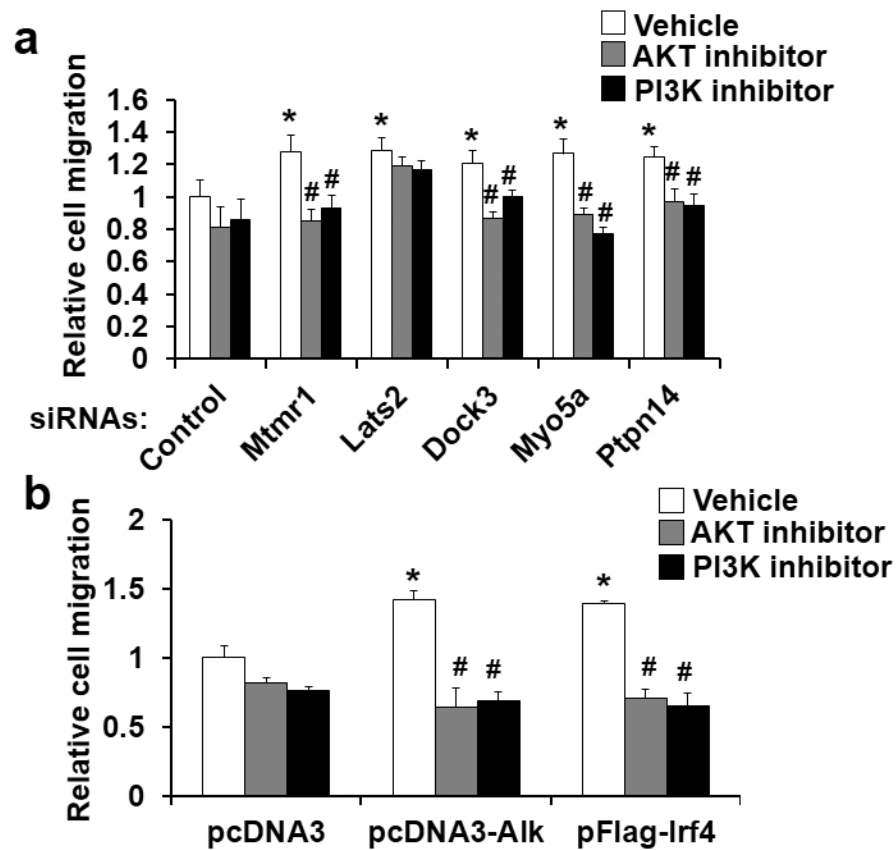 a
Vehicle
AKT inhibitor
PI3K inhibitor
Relative cell migration
1.6
1.4
1.2
1
0.8
0.6
0.4
0.2
0
*
# #
*
*
# #
*
# #
*
# #
siRNAs:
Control
Mtmr1
Lats2
Dock3
Myo5a
Ptpn14
b
Vehicle
AKT inhibitor
PI3K inhibitor
Relative cell migration
2
1.5
1
0.5
0
*
# #
*
# #
pcDNA3 pcDNA3-Alk pFlag-Irf4